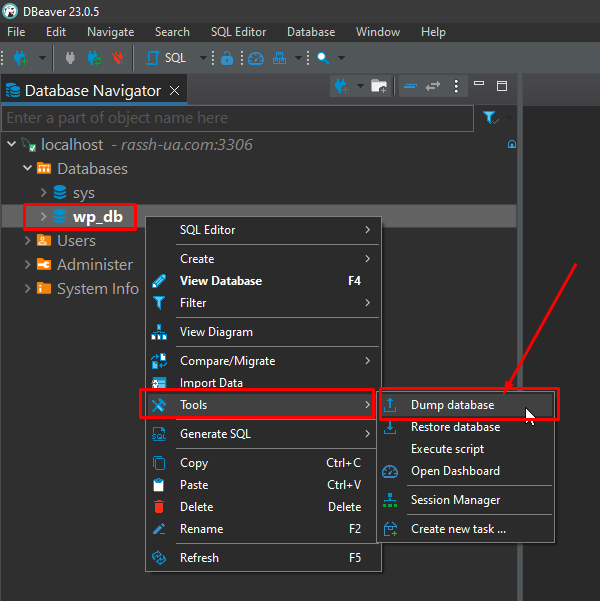 DBeaver 23.0.5
File Edit Navigate Search SQL Editor Database Window Help
SQL
Database Navigator
Enter a part of object name here
localhost - rassh-ua.com:3306
Databases
sys
wp_db
Users
Administer
System Info
SQL Editor
Create
View Database F4
Filter
View Diagram
Compare/Migrate
Import Data
Tools
Generate SQL
Copy Ctrl+C
Paste Ctrl+V
Delete Delete
Rename F2
Refresh F5
Dump database
Restore database
Execute script
Open Dashboard
Session Manager
Create new task ...